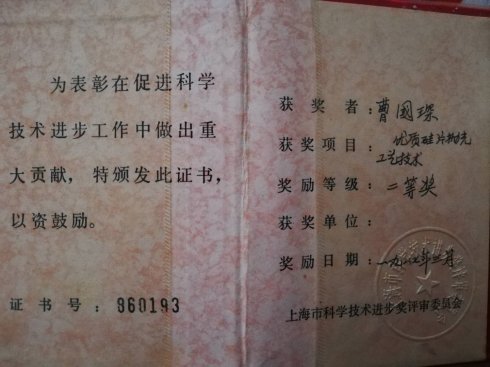 为表彰在促进科学
技术进步工作中做出重
大贡献，特颁发此证书，
以资鼓励。
证书号：860193
获奖者：曹国琛
获奖项目：优质硅片抛光
工艺技术
奖励等级：二等奖
获奖单位：
奖励日期：一九八七年二月
上海市科学技术进步奖评审委员会